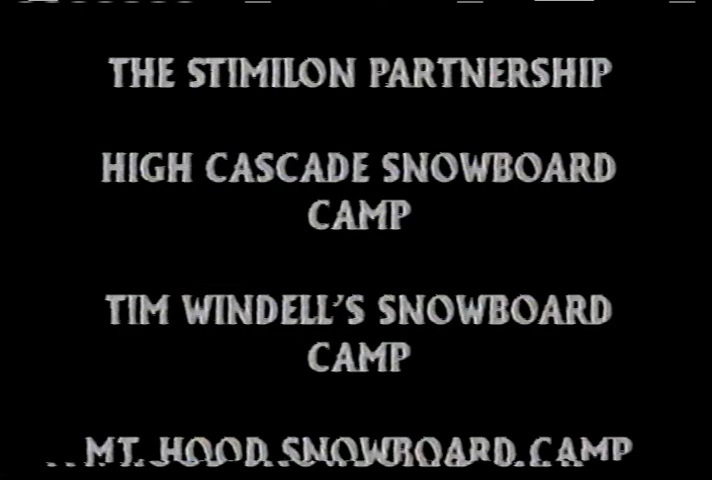 THE STIMILON PARTNERSHIP
HIGH CASCADE SNOWBOARD
CAMP
TIM WINDELL'S SNOWBOARD
CAMP
MT. HOOD SNOWBOARD CAMP